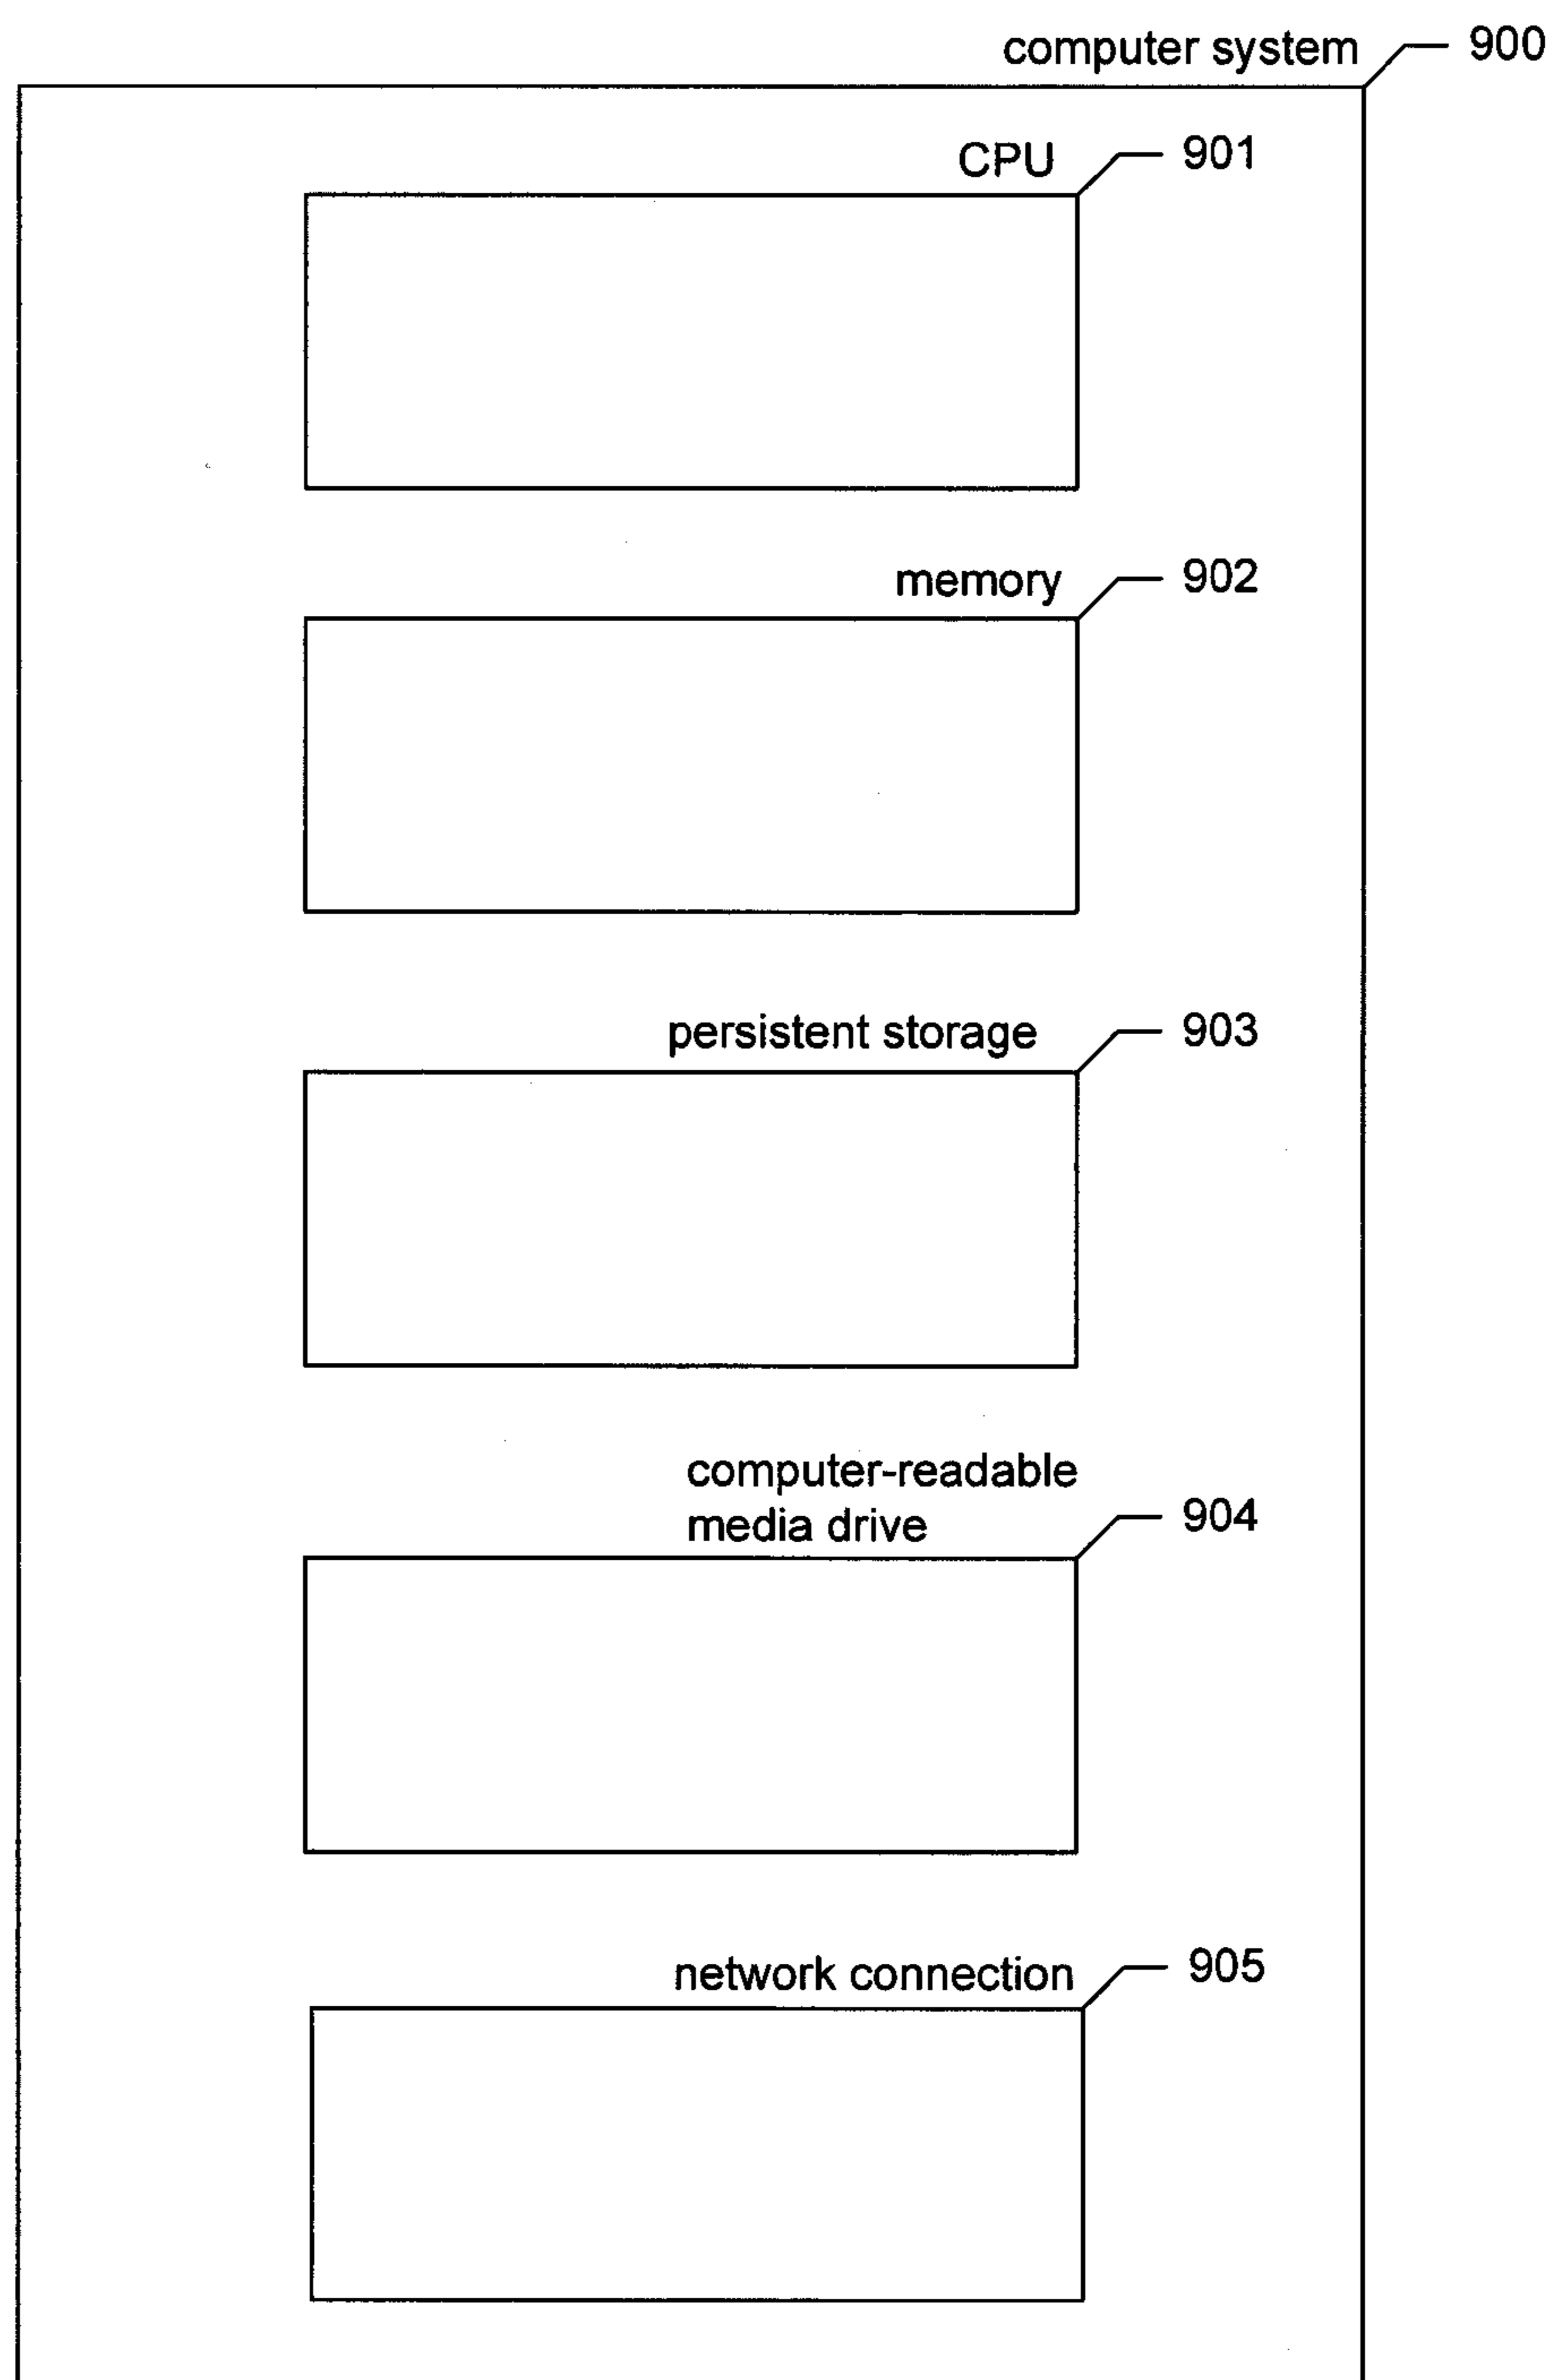 computer system 900
CPU 901
memory 902
persistent storage 903
computer-readable
media drive 904
network connection 905